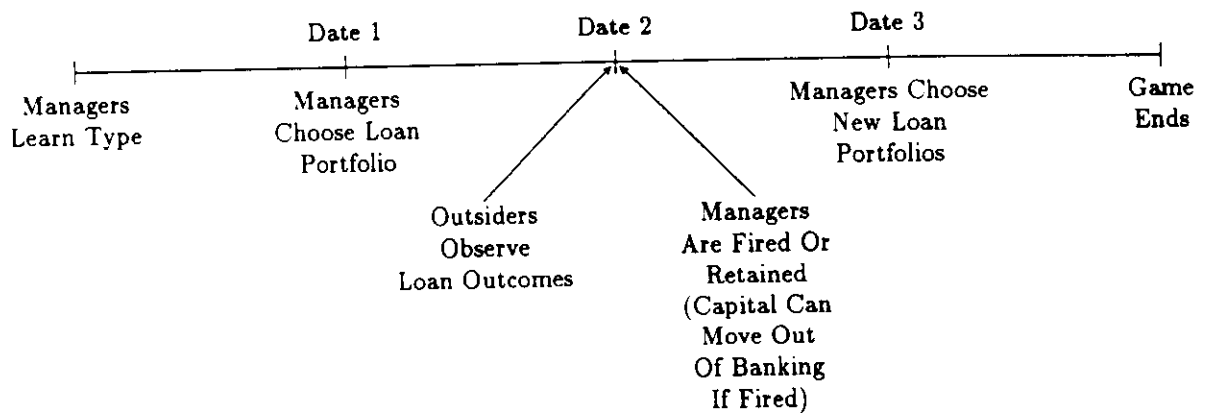 Date 1
Date 2
Date 3
Managers
Learn Type
Managers
Choose Loan
Portfolio
Managers Choose
New Loan
Portfolios
Game
Ends
Outsiders
Observe
Loan Outcomes
Managers
Are Fired Or
Retained
(Capital Can
Move Out
Of Banking
If Fired)